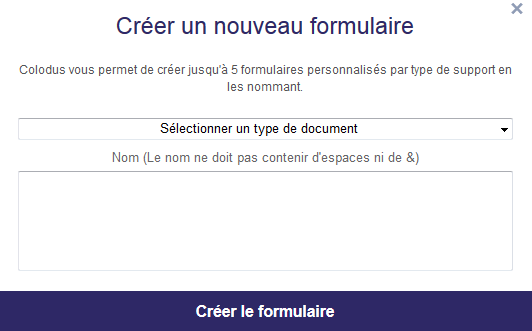 Créer un nouveau formulaire
Colodus vous permet de créer jusqu'à 5 formulaires personnalisés par type de support en
les nommant.
Sélectionner un type de document
Nom (Le nom ne doit pas contenir d'espaces ni de &)
Créer le formulaire